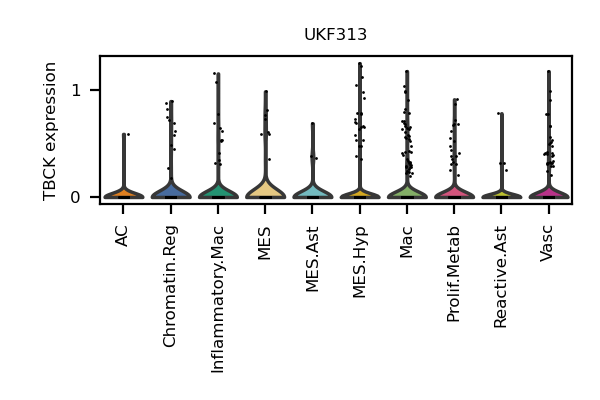 UKF313
TBCK expression
1
0
AC
Chromatin.Reg
Inflammatory.Mac
MES
MES.Ast
MES.Hyp
Mac
Prolif.Metab
Reactive.Ast
Vasc